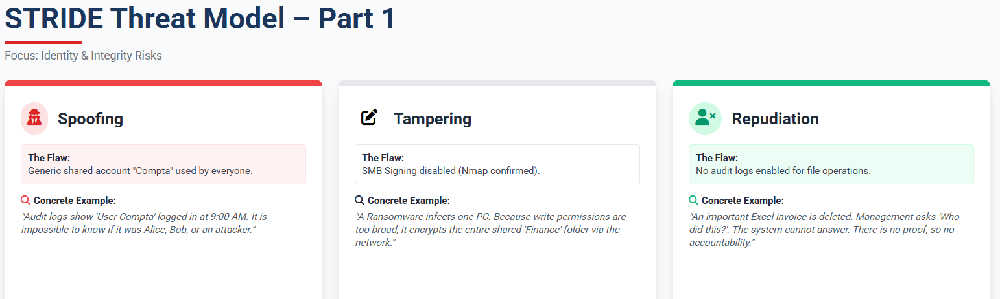 STRIDE Threat Model – Part 1
Focus: Identity & Integrity Risks
Spoofing
The Flaw:
Generic shared account "Compta" used by everyone.
Concrete Example:
"Audit logs show 'User Compta' logged in at 9:00 AM. It is
impossible to know if it was Alice, Bob, or an attacker."
Tampering
The Flaw:
SMB Signing disabled (Nmap confirmed).
Concrete Example:
"A Ransomware infects one PC. Because write permissions are
too broad, it encrypts the entire shared 'Finance' folder via the
network."
Repudiation
The Flaw:
No audit logs enabled for file operations.
Concrete Example:
"An important Excel invoice is deleted. Management asks 'Who
did this?'. The system cannot answer. There is no proof, so no
accountability."